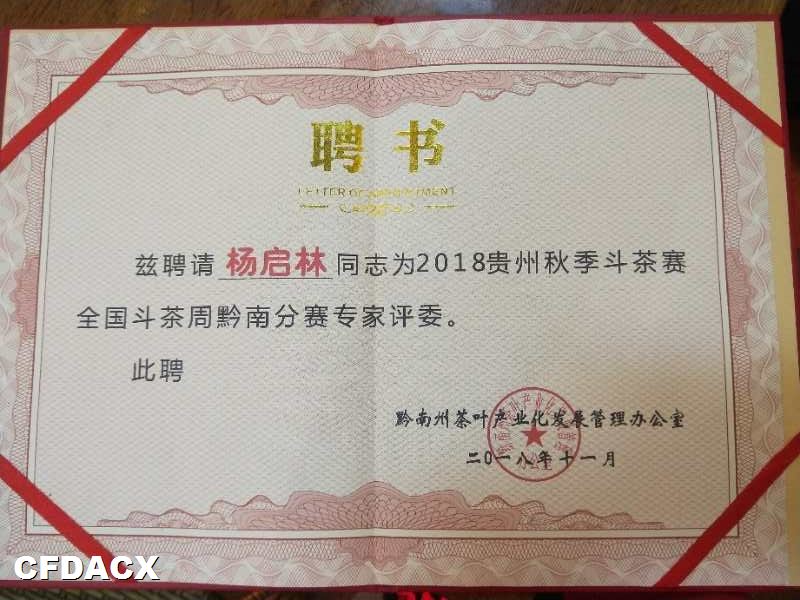 聘书
LETTER OF APPOINTMENT
兹聘请 杨启林 同志为2018贵州秋季斗茶赛
全国斗茶周黔南分赛专家评委。
此聘
黔南州茶叶产业化发展管理办公室
二〇一八年十一月
CFDACX